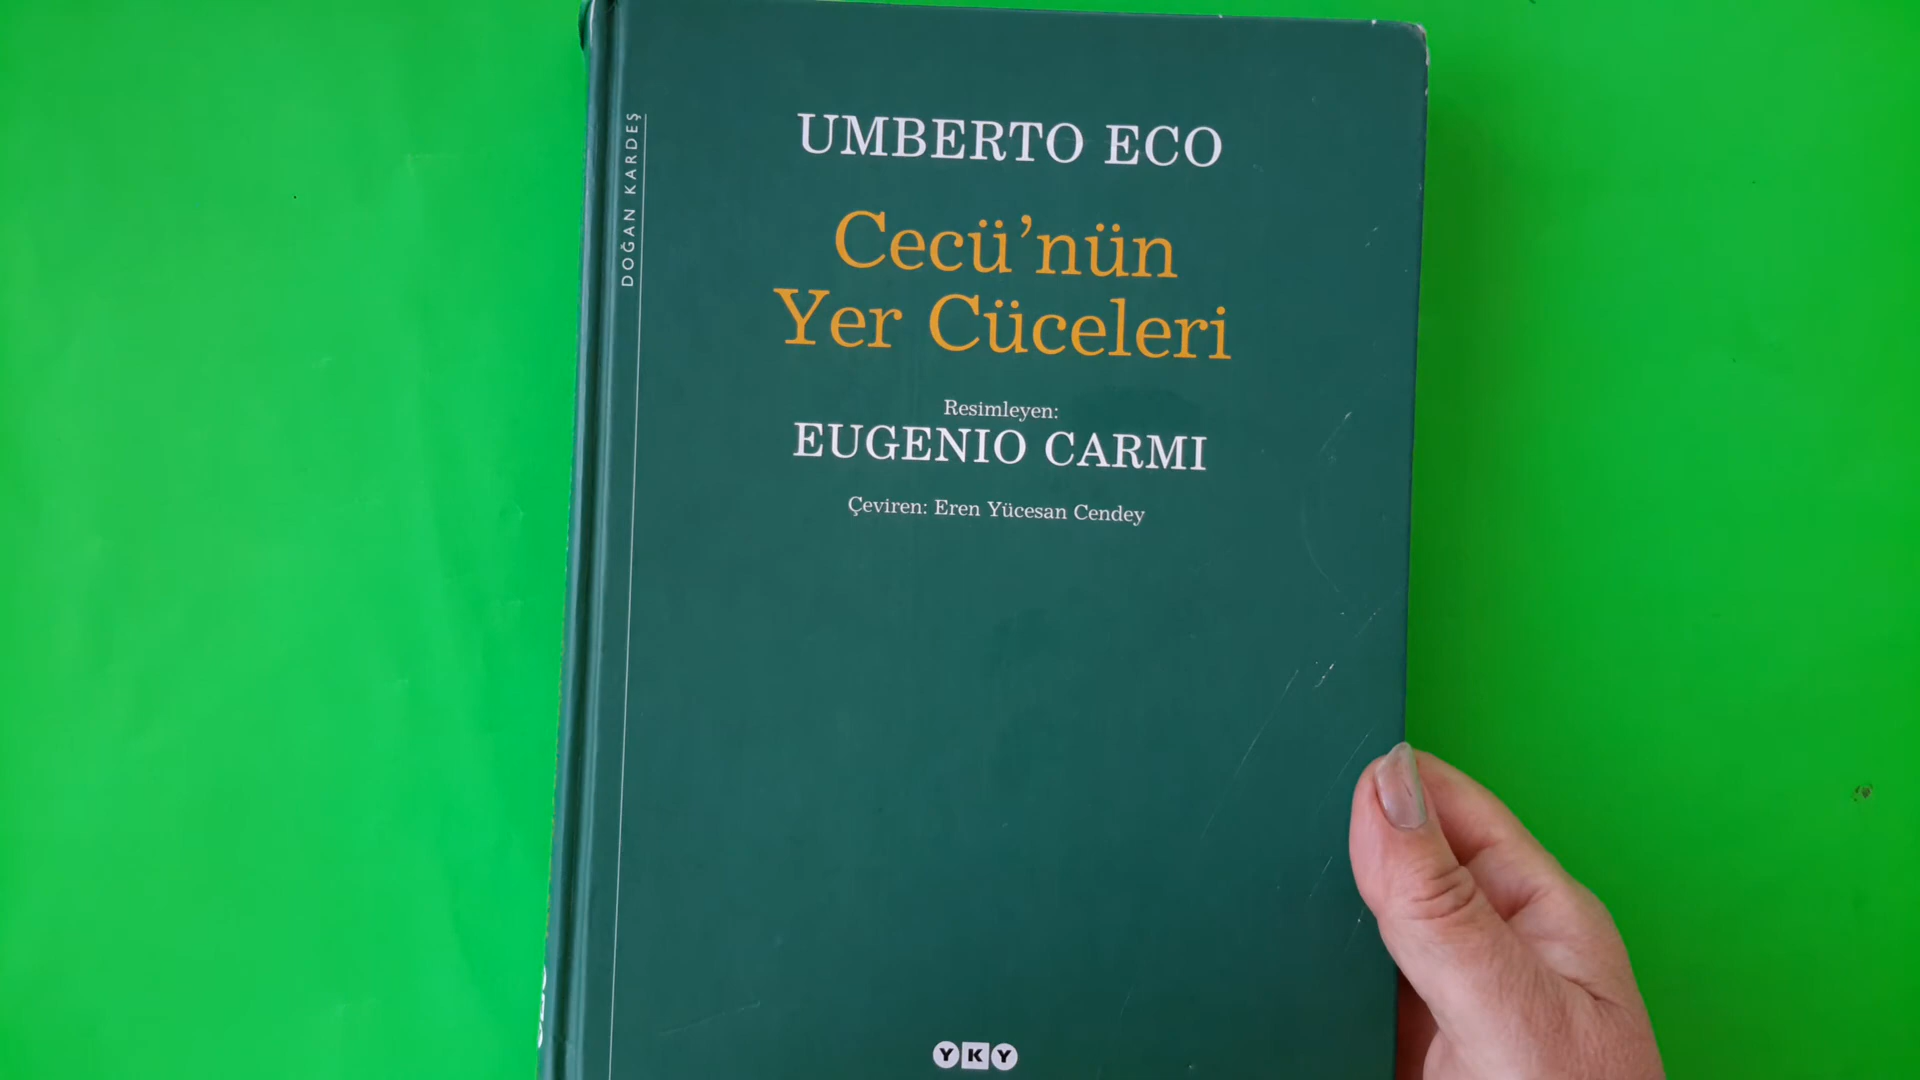 DOĞAN KARDEŞ
UMBERTO ECO
Cecü'nün
Yer Cüceleri
Resimleyen:
EUGENIO CARMI
Çeviren: Eren Yücesan Cendey
YKY